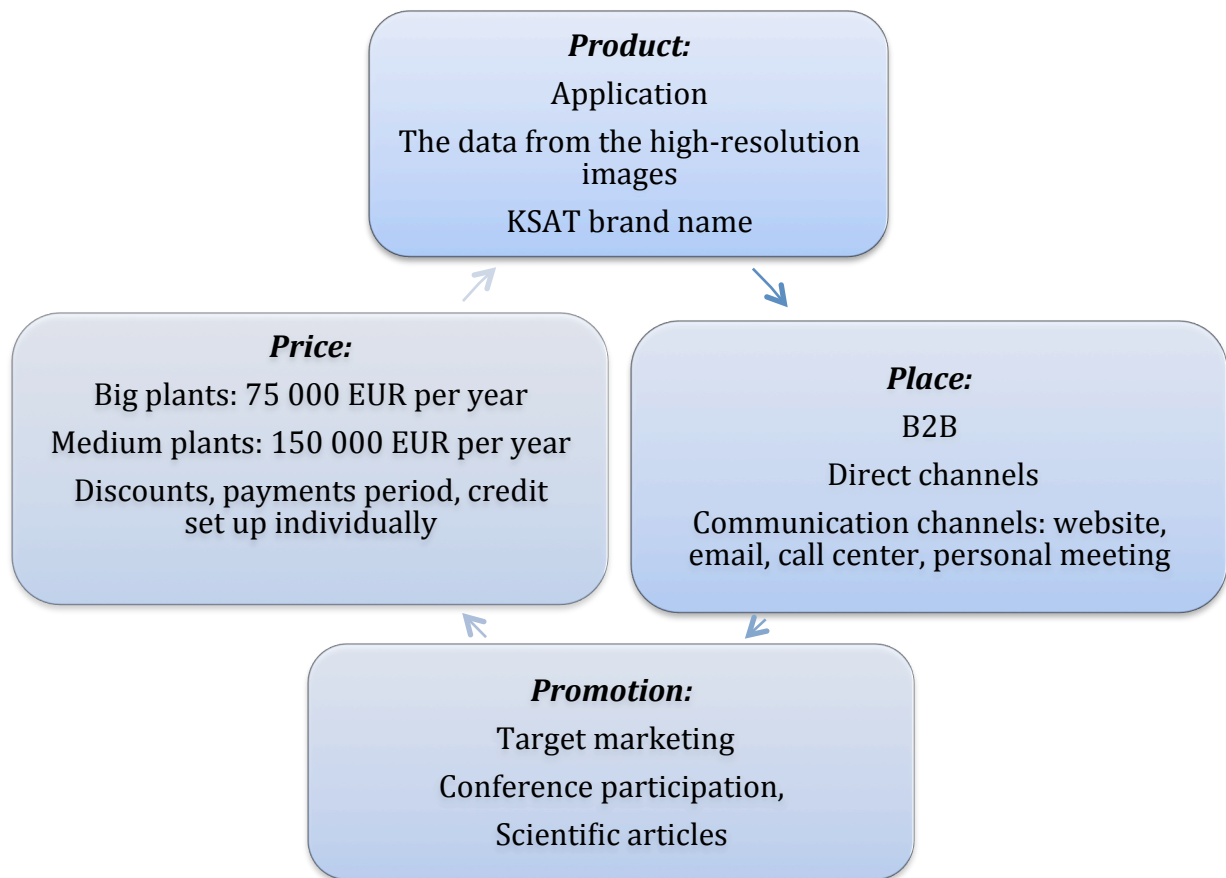 Product:
Application
The data from the high-resolution
images
KSAT brand name
Place:
B2B
Direct channels
Communication channels: website,
email, call center, personal meeting
Promotion:
Target marketing
Conference participation,
Scientific articles
Price:
Big plants: 75 000 EUR per year
Medium plants: 150 000 EUR per year
Discounts, payments period, credit
set up individually